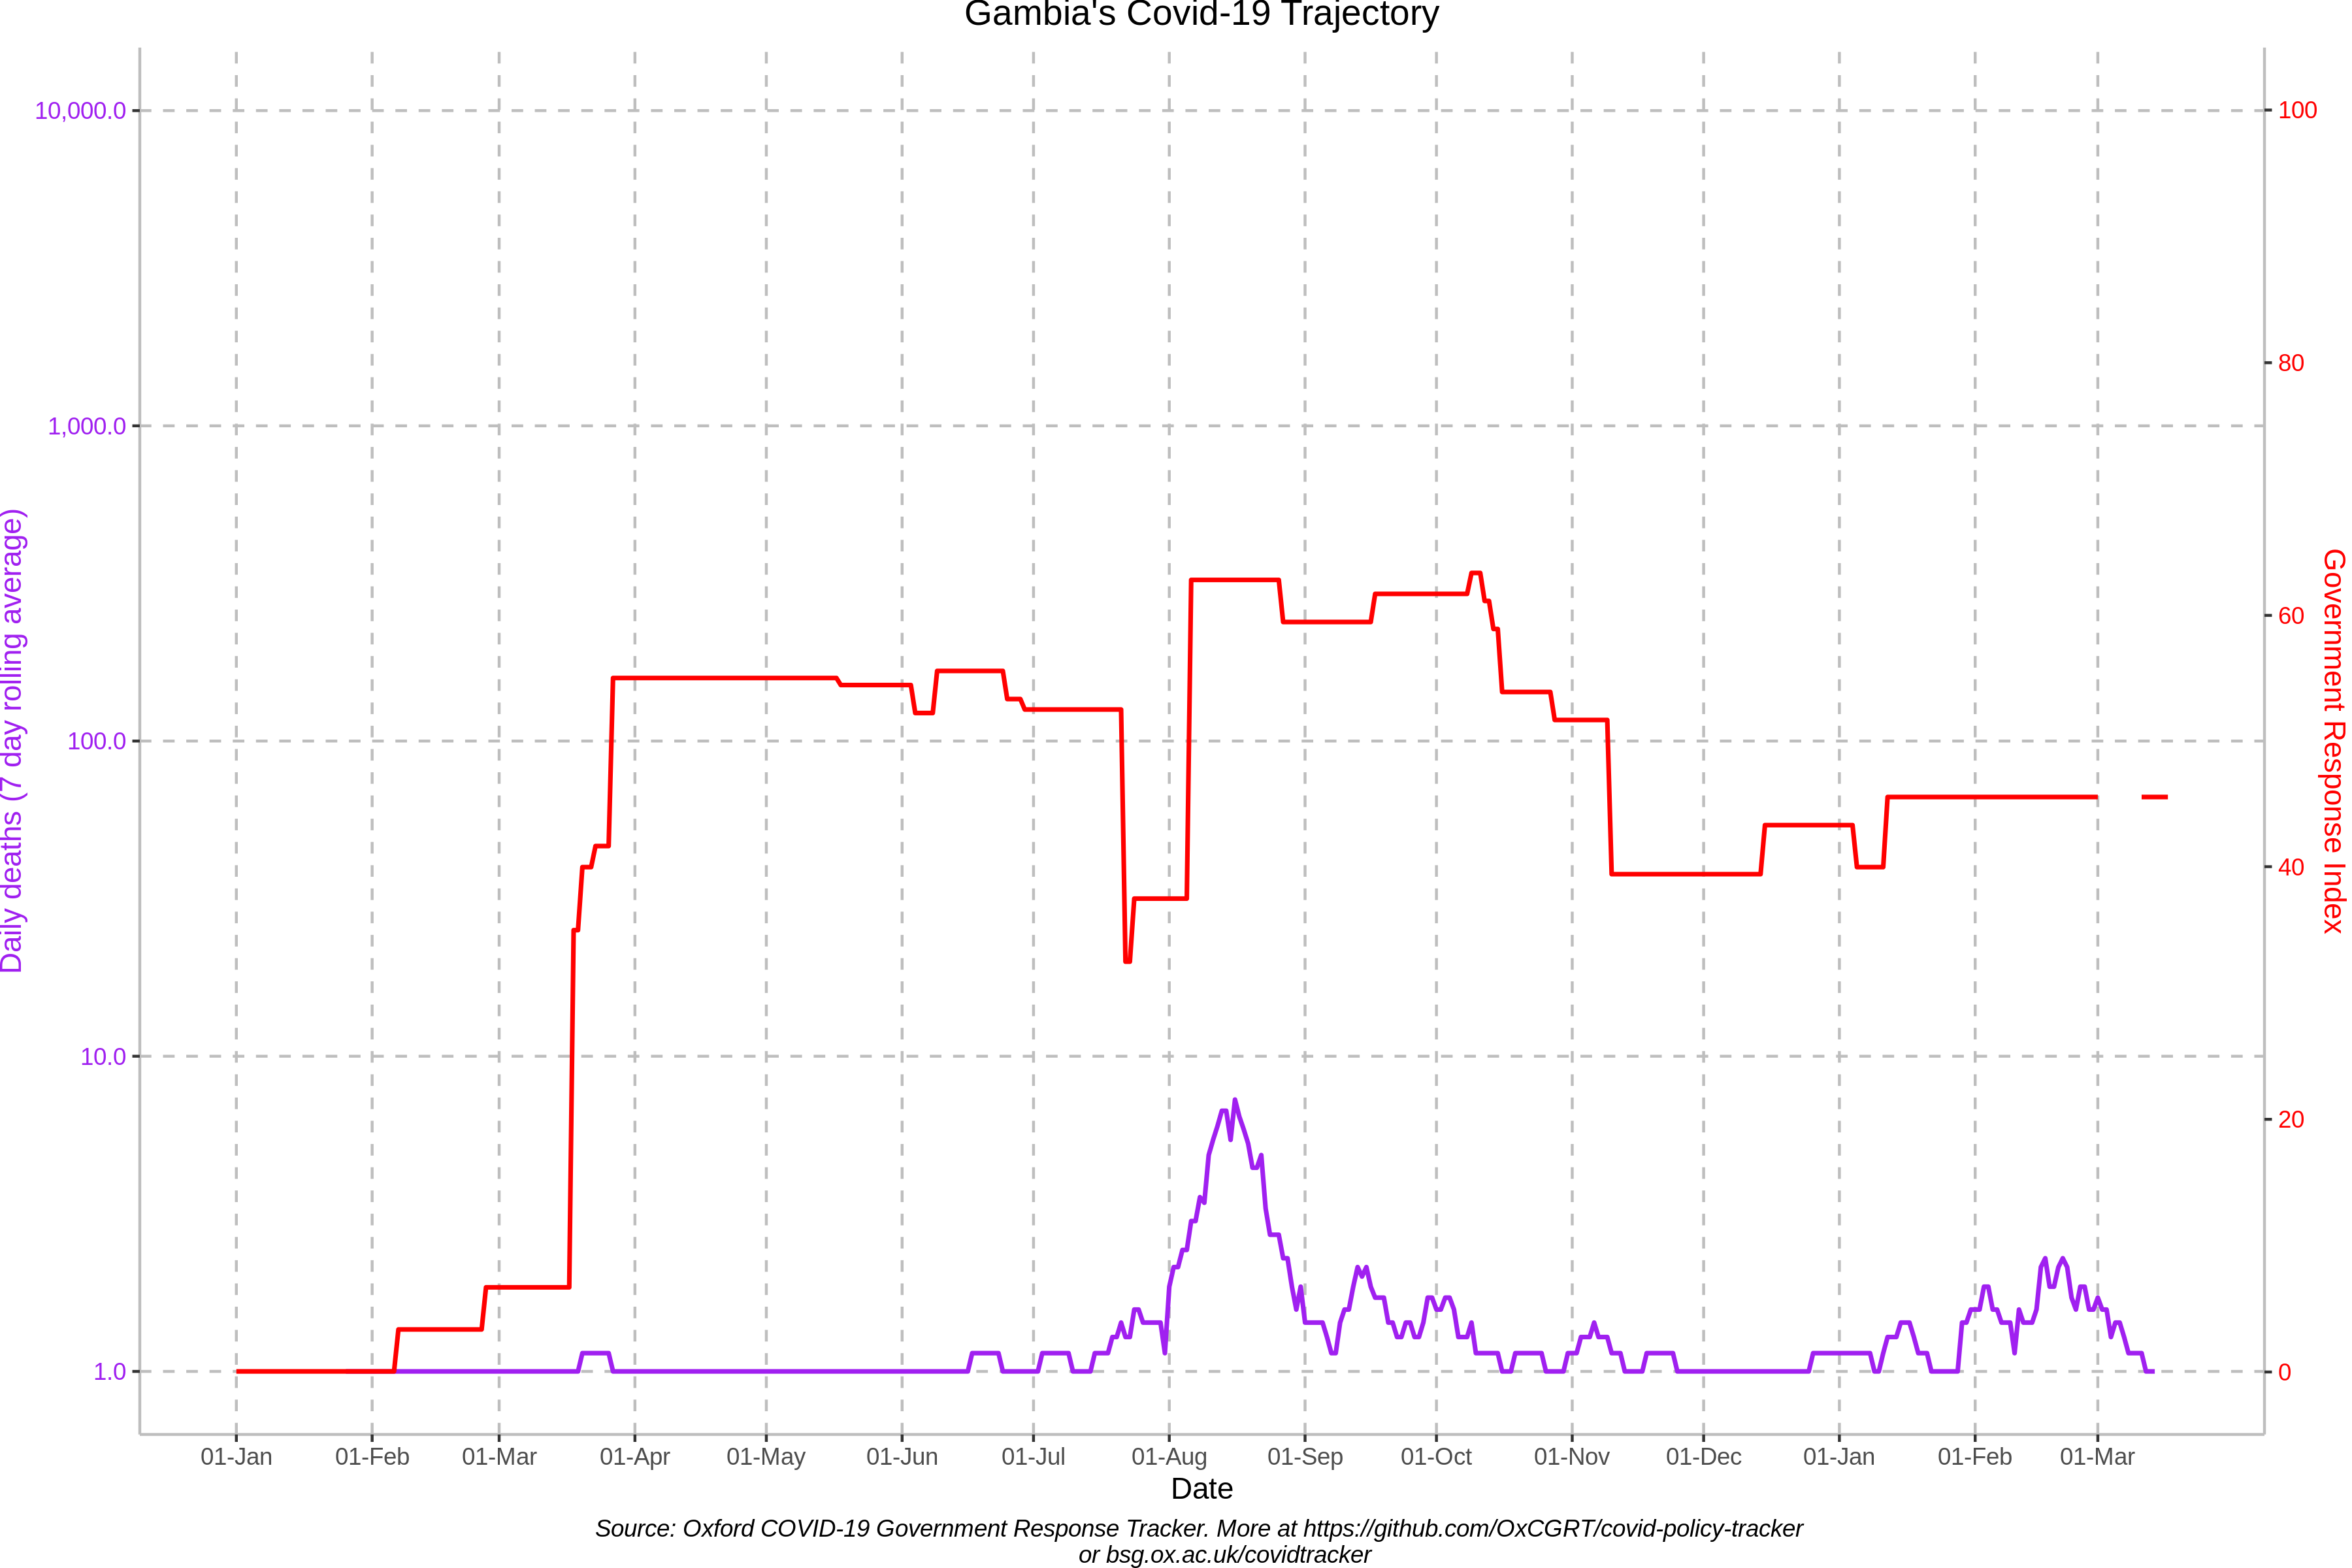 Gambia's Covid-19 Trajectory
10,000.0
1,000.0
100.0
10.0
1.0
Daily deaths (7 day rolling average)
100
80
60
40
20
0
Government Response Index
01-Jan 01-Feb 01-Mar 01-Apr 01-May 01-Jun 01-Jul 01-Aug 01-Sep 01-Oct 01-Nov 01-Dec 01-Jan 01-Feb 01-Mar
Date
Source: Oxford COVID-19 Government Response Tracker. More at https://github.com/OxCGRT/covid-policy-tracker
or bsg.ox.ac.uk/covidtracker